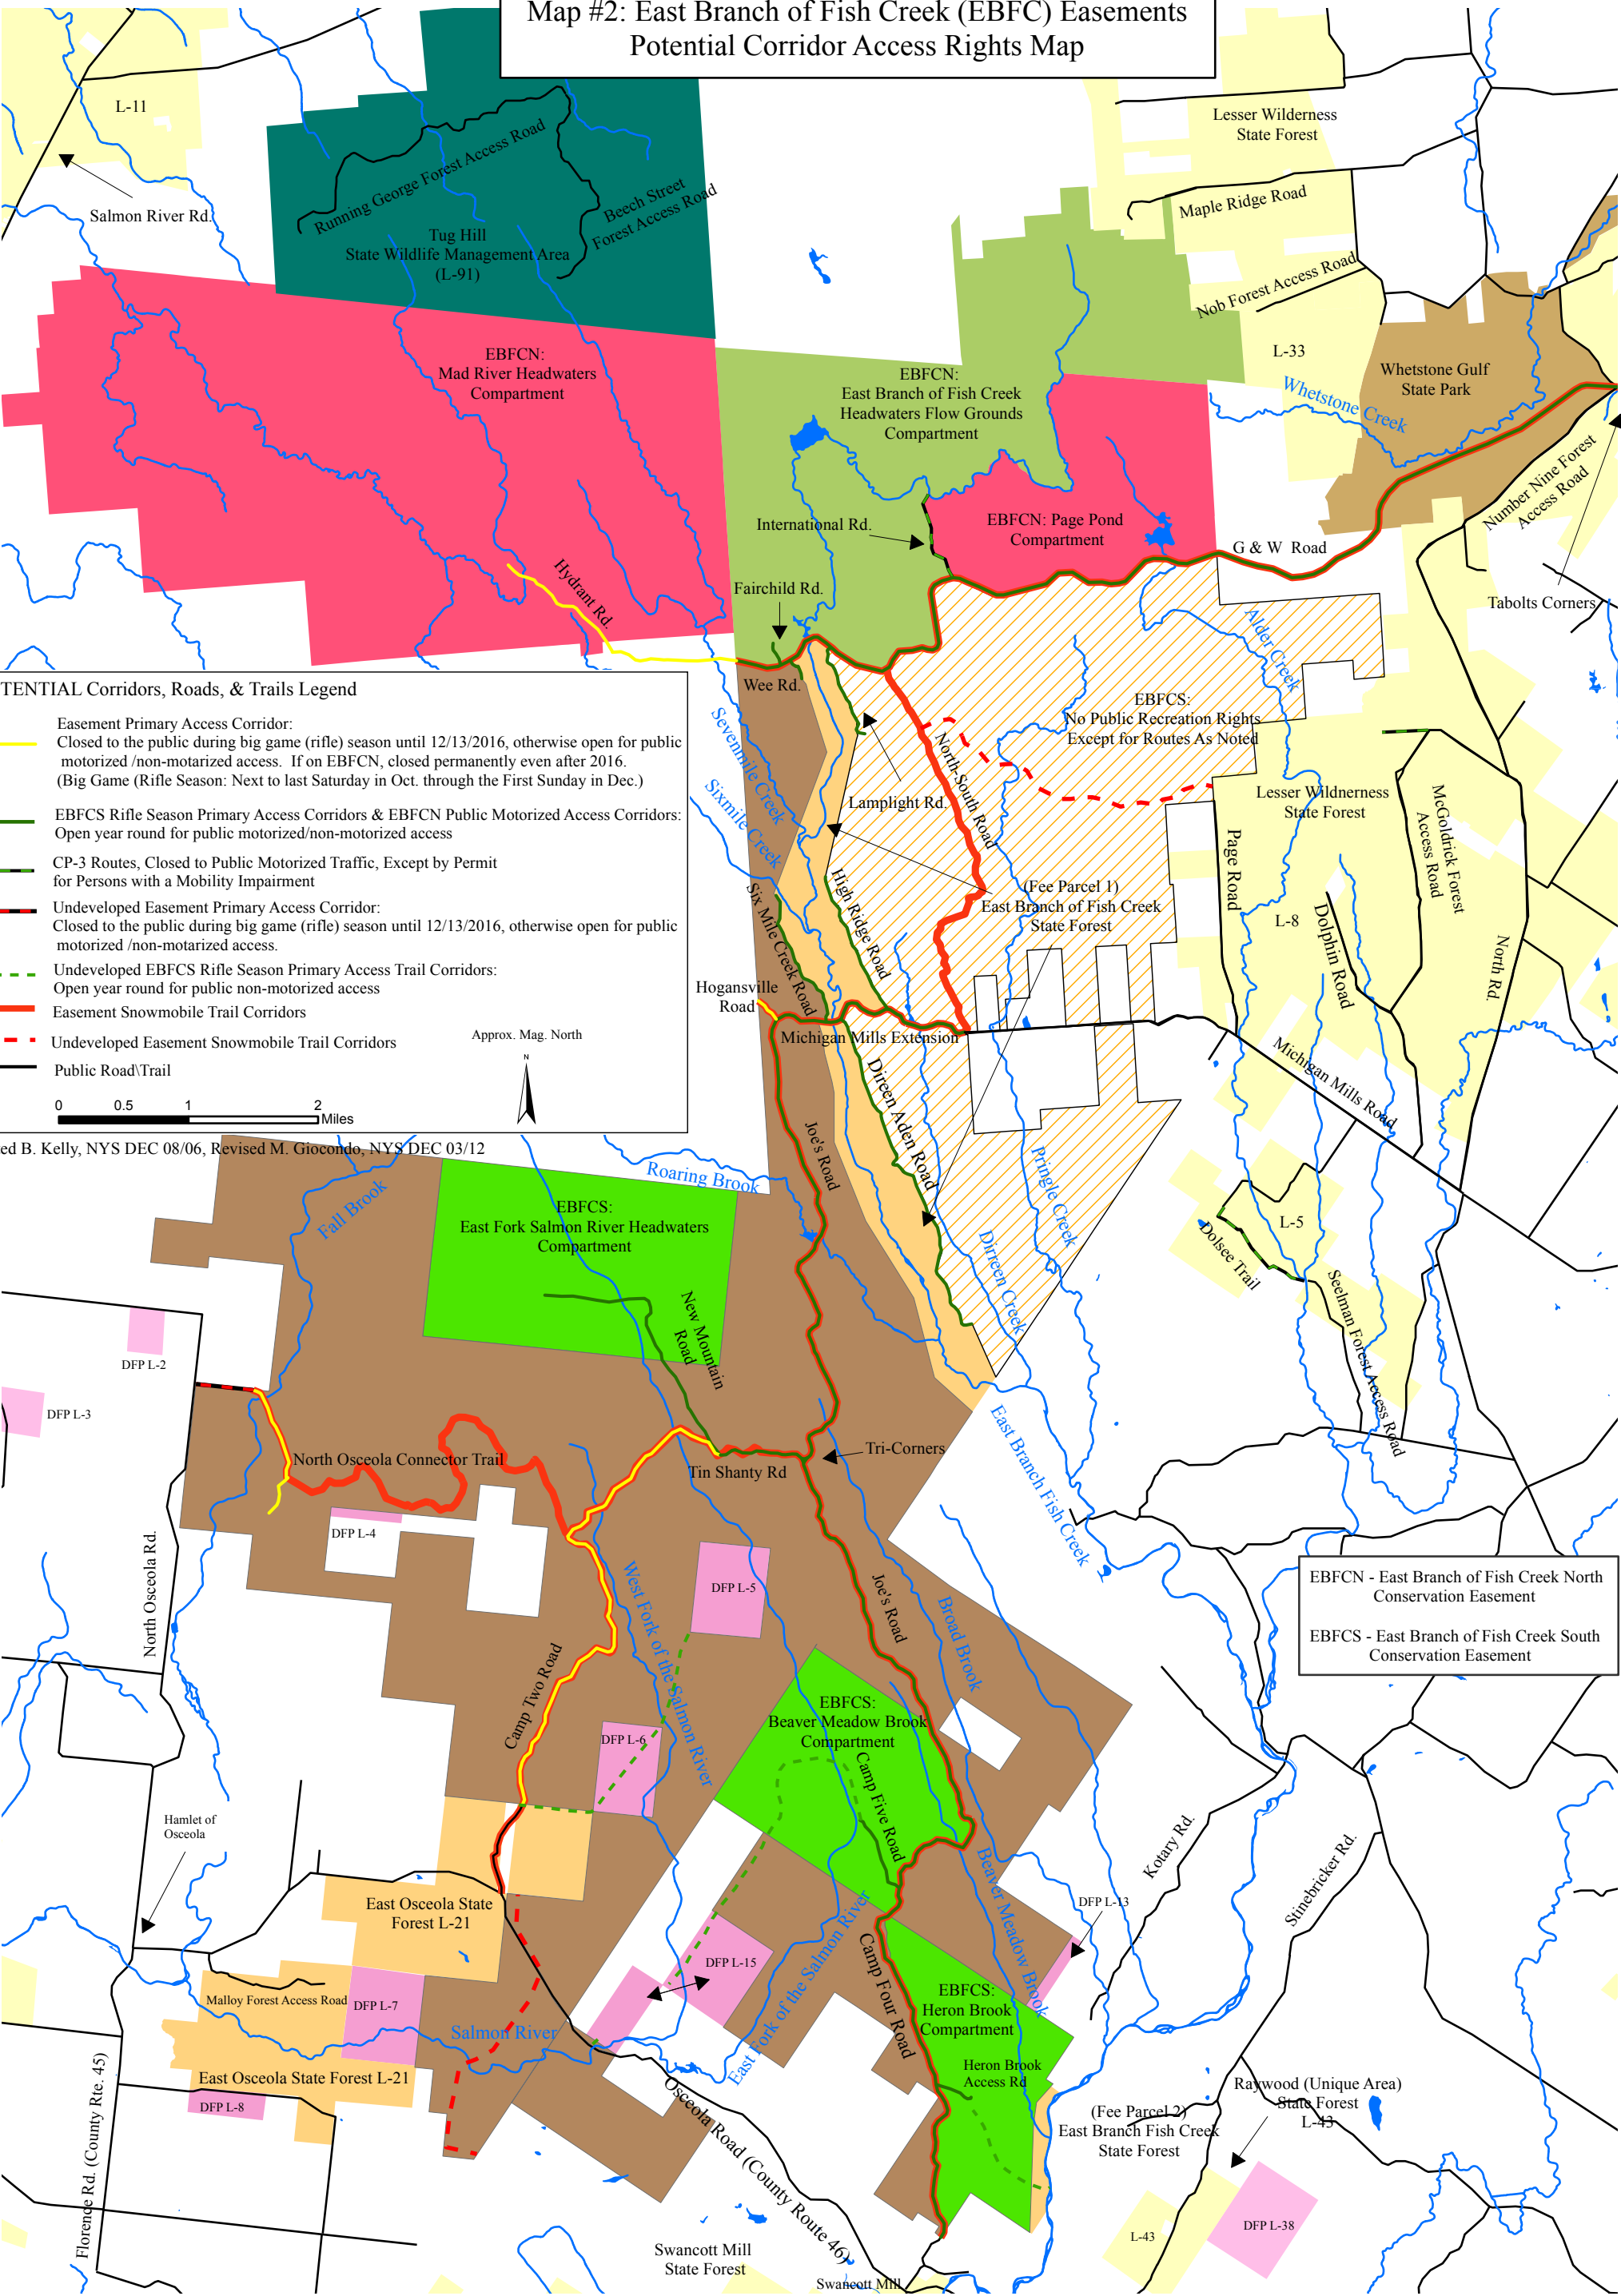 Map #2: East Branch of Fish Creek (EBFC) Easements
Potential Corridor Access Rights Map
L-11
Salmon River Rd.
Running George Forest Access Road
Beech Street
Forest Access Road
Tug Hill
State Wildlife Management Area
(L-91)
Lesser Wilderness
State Forest
Maple Ridge Road
Nob Forest Access Road
L-33
Whetstone Gulf
State Park
Whetstone Creek
EBFCN:
Mad River Headwaters
Compartment
EBFCN:
East Branch of Fish Creek
Headwaters Flow Grounds
Compartment
International Rd.
EBFCN: Page Pond
Compartment
G & W Road
Number Nine Forest
Access Road
Tabolts Corners
Hydrant Rd.
Fairchild Rd.
Wee Rd.
Alder Creek
EBFCS:
No Public Recreation Rights
Except for Routes As Noted
TENTIAL Corridors, Roads, & Trails Legend
Easement Primary Access Corridor:
Closed to the public during big game (rifle) season until 12/13/2016, otherwise open for public
motorized /non-motarized access. If on EBFCN, closed permanently even after 2016.
(Big Game (Rifle Season: Next to last Saturday in Oct. through the First Sunday in Dec.)
EBFCS Rifle Season Primary Access Corridors & EBFCN Public Motorized Access Corridors:
Open year round for public motorized/non-motorized access
CP-3 Routes, Closed to Public Motorized Traffic, Except by Permit
for Persons with a Mobility Impairment
Undeveloped Easement Primary Access Corridor:
Closed to the public during big game (rifle) season until 12/13/2016, otherwise open for public
motorized /non-motarized access.
Undeveloped EBFCS Rifle Season Primary Access Trail Corridors:
Open year round for public non-motorized access
Easement Snowmobile Trail Corridors
Undeveloped Easement Snowmobile Trail Corridors
Public Road\Trail
Approx. Mag. North
N
0 0.5 1 2
Miles
ed B. Kelly, NYS DEC 08/06, Revised M. Giocondo, NYS DEC 03/12
Sevenmile Creek
Sixmile Creek
North-South Road
Lamplight Rd.
Lesser Wildnerness
State Forest
McGoldrick Forest
Access Road
Page Road
L-8
Dolphin Road
North Rd.
(Fee Parcel 1)
East Branch of Fish Creek
State Forest
High Ridge Road
Six Mile Creek Road
Hogansville
Road
Michigan Mills Extension
Michigan Mills Road
Direen Aden Road
Joe's Road
Pringle Creek
Dirreen Creek
Roaring Brook
Fall Brook
EBFCS:
East Fork Salmon River Headwaters
Compartment
New Mountain
Road
L-5
Dolsee Trail
Seelman Forest Access Road
DFP L-2
DFP L-3
North Osceola Connector Trail
Tin Shanty Rd
Tri-Corners
East Branch Fish Creek
DFP L-4
North Osceola Rd.
DFP L-5
West Fork of the Salmon River
Joe's Road
Broad Brook
EBFCN - East Branch of Fish Creek North
Conservation Easement
EBFCS - East Branch of Fish Creek South
Conservation Easement
Camp Two Road
DFP L-6
EBFCS:
Beaver Meadow Brook
Compartment
Camp Five Road
Hamlet of
Osceola
Kotary Rd.
Stinebricker Rd.
Beaver Meadow Brook
East Osceola State
Forest L-21
DFP L-13
DFP L-15
East Fork of the Salmon River
Camp Four Road
EBFCS:
Heron Brook
Compartment
Malloy Forest Access Road
DFP L-7
Salmon River
Heron Brook
Access Rd
East Osceola State Forest L-21
DFP L-8
Florence Rd. (County Rte. 45)
Osceola Road (County Route 46)
(Fee Parcel 2)
East Branch Fish Creek
State Forest
Raywood (Unique Area)
State Forest
L-43
L-43
DFP L-38
Swancott Mill
State Forest
Swancott Mill